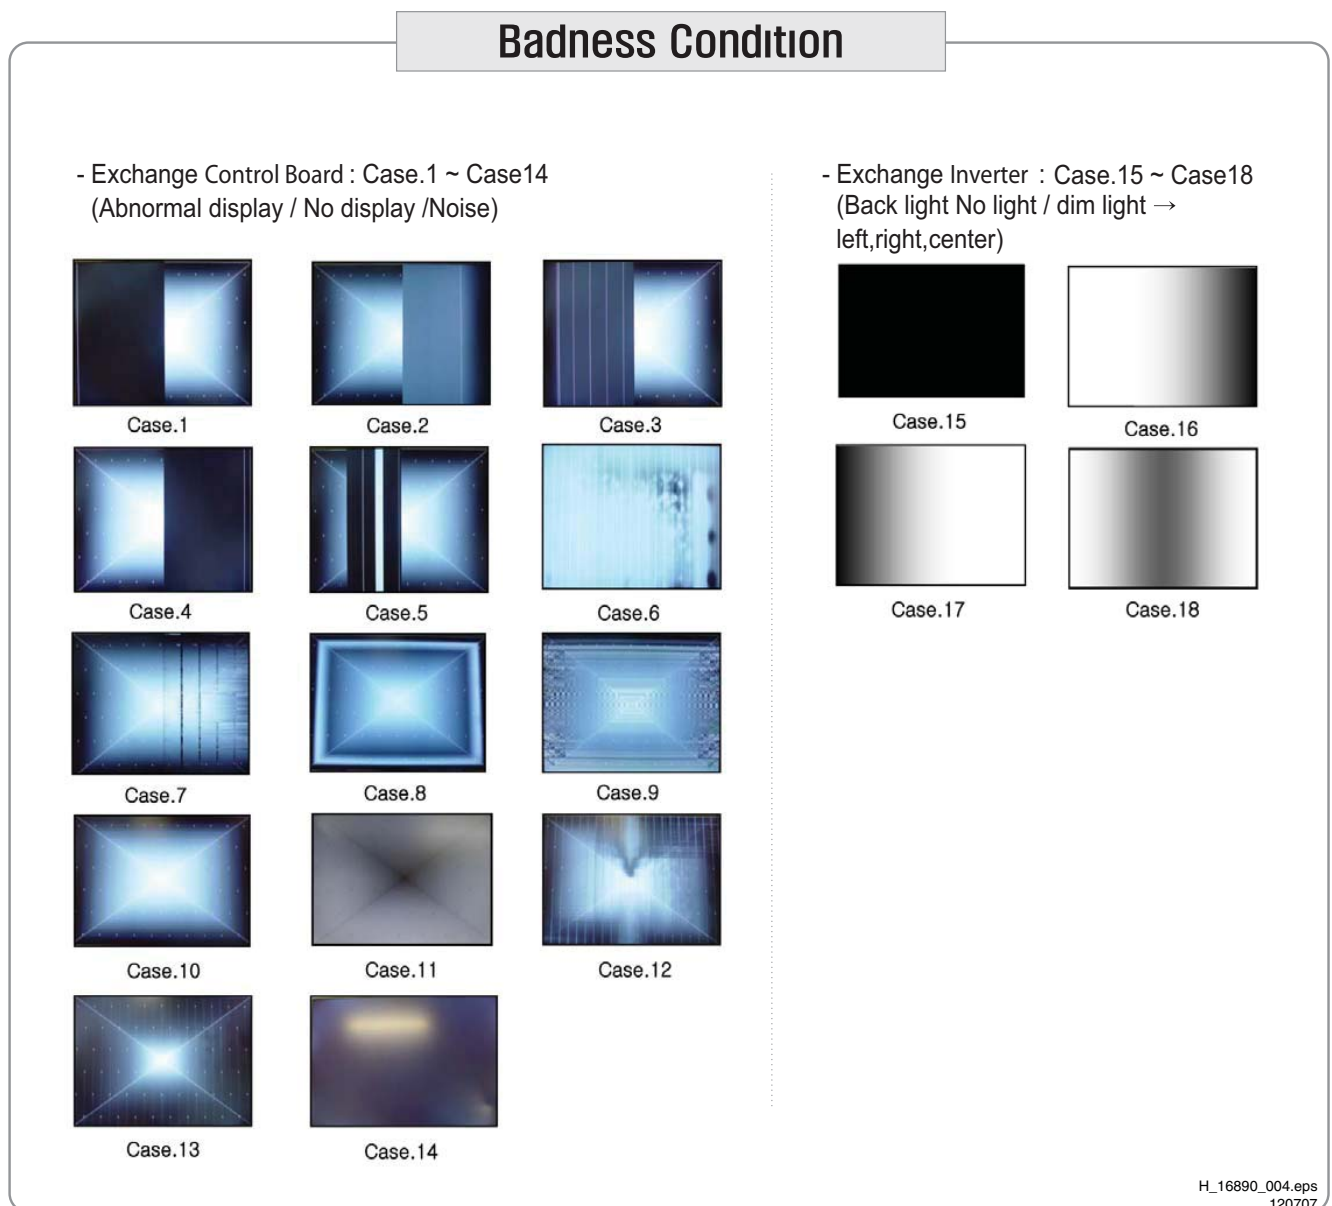 Badness Condition
- Exchange Control Board : Case.1 ~ Case14
(Abnormal display / No display /Noise)
Case.1
Case.2
Case.3
Case.4
Case.5
Case.6
Case.7
Case.8
Case.9
Case.10
Case.11
Case.12
Case.13
Case.14
- Exchange Inverter : Case.15 ~ Case18
(Back light No light / dim light →
left,right,center)
Case.15
Case.16
Case.17
Case.18
H_16890_004.eps
120707